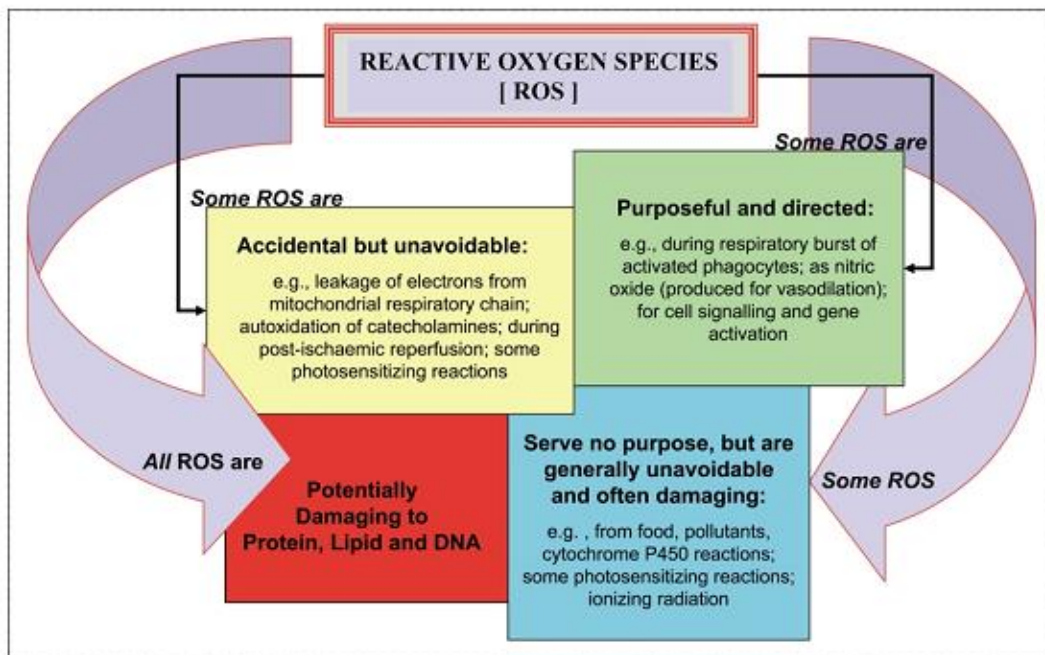 REACTIVE OXYGEN SPECIES
[ ROS ]
Some ROS are
Some ROS are
Accidental but unavoidable:
e.g., leakage of electrons from
mitochondrial respiratory chain;
autoxidation of catecholamines; during
post-ischaemic reperfusion; some
photosensitizing reactions
Purposeful and directed:
e.g., during respiratory burst of
activated phagocytes; as nitric
oxide (produced for vasodilation);
for cell signalling and gene
activation
All ROS are
Potentially
Damaging to
Protein, Lipid and DNA
Serve no purpose, but are
generally unavoidable
and often damaging:
e.g. , from food, pollutants,
cytochrome P450 reactions;
some photosensitizing reactions;
ionizing radiation
Some ROS